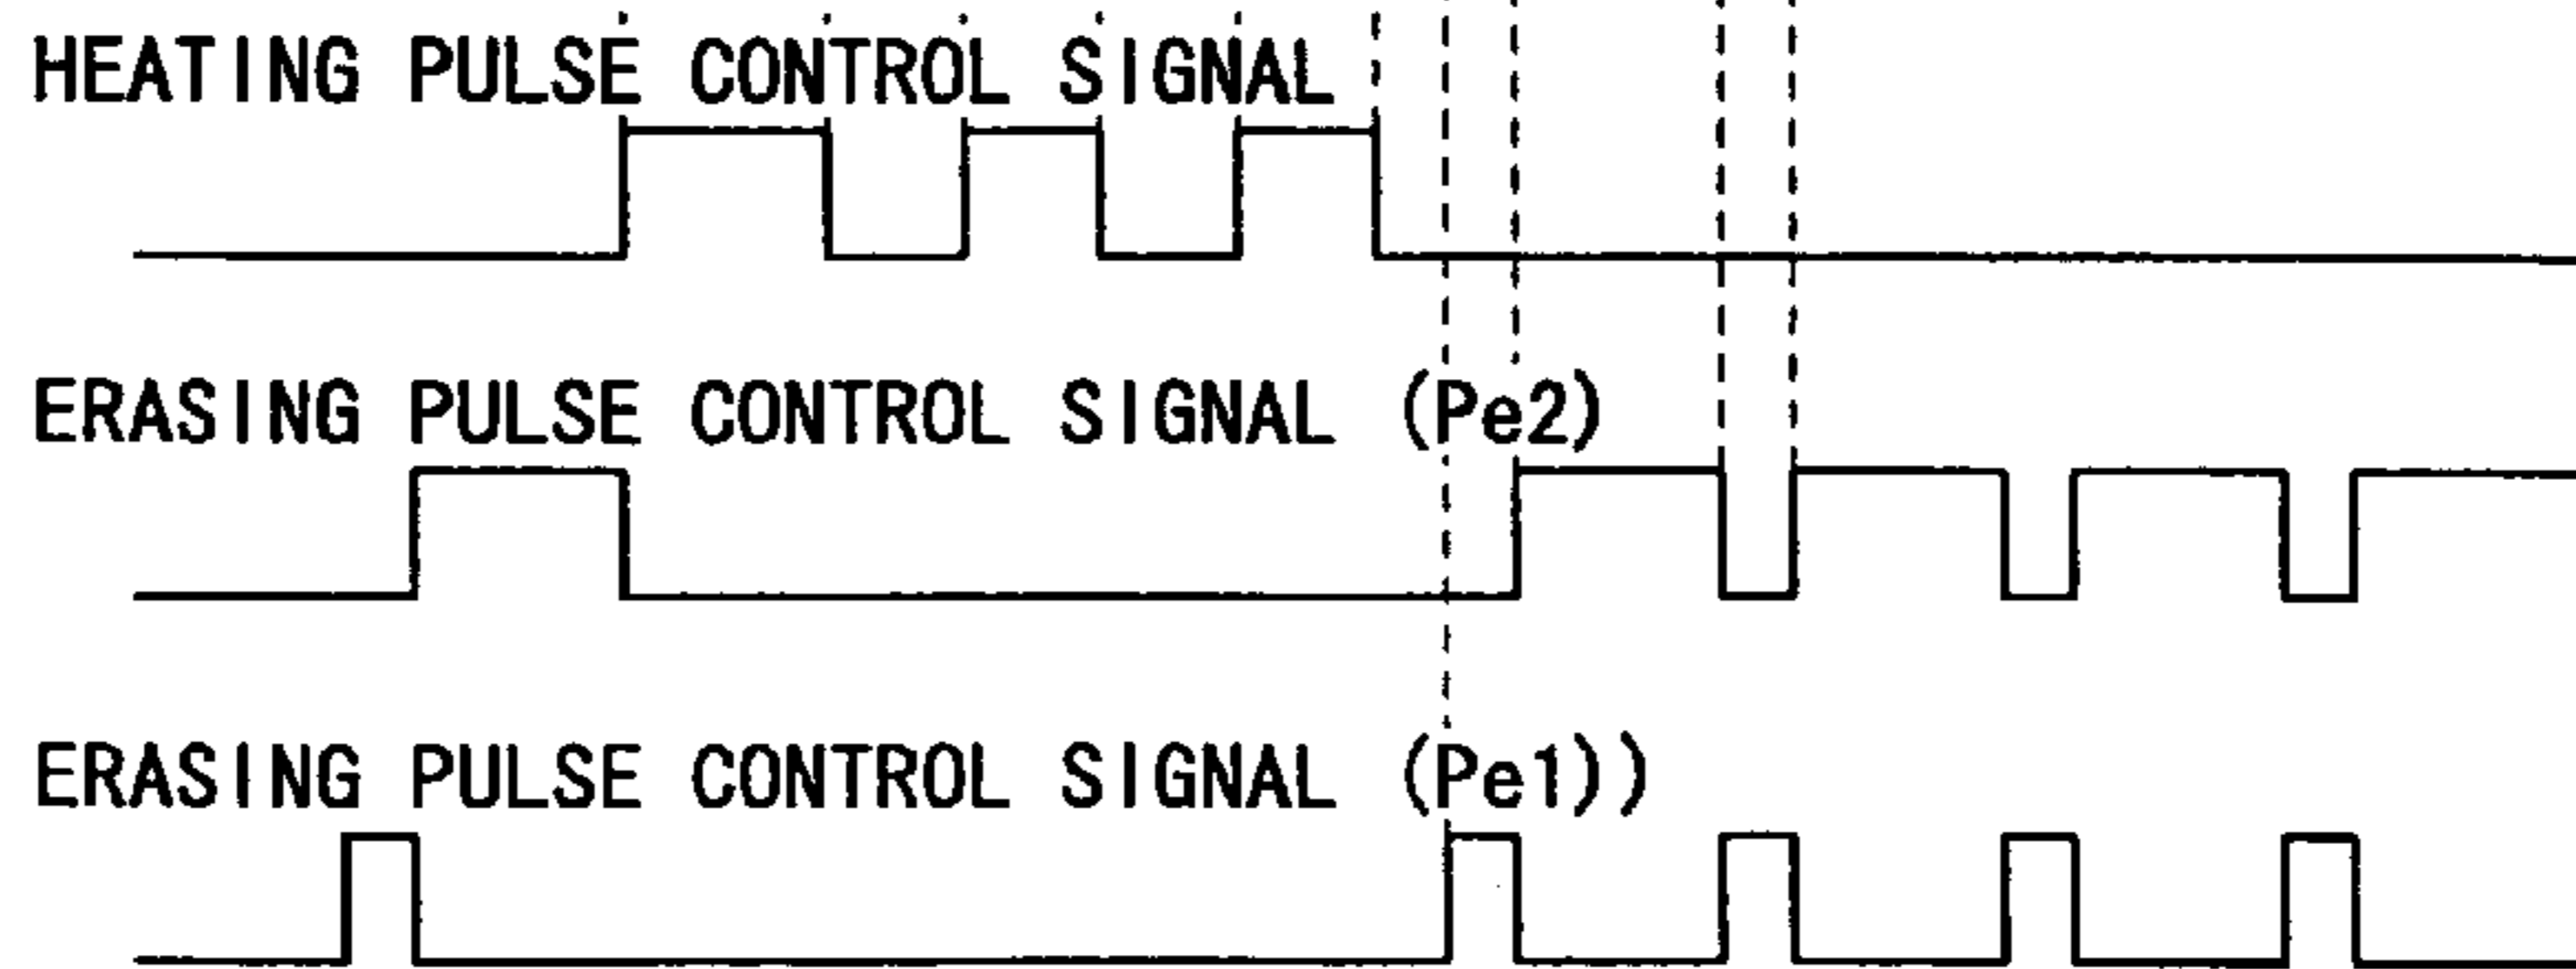 HEATING PULSE CONTROL SIGNAL
ERASING PULSE CONTROL SIGNAL (Pe2)
ERASING PULSE CONTROL SIGNAL (Pe1))